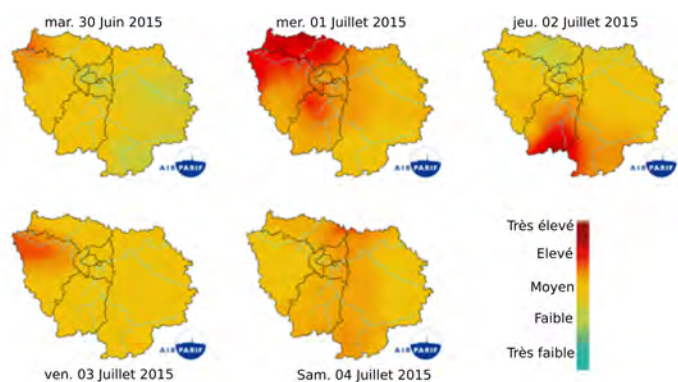 mar. 30 Juin 2015
mer. 01 Juillet 2015
jeu. 02 Juillet 2015
AIRPARIF
AIRPARIF
AIRPARIF
Très élevé
Elevé
Moyen
Faible
Très faible
AIRPARIF
AIRPARIF
ven. 03 Juillet 2015
Sam. 04 Juillet 2015